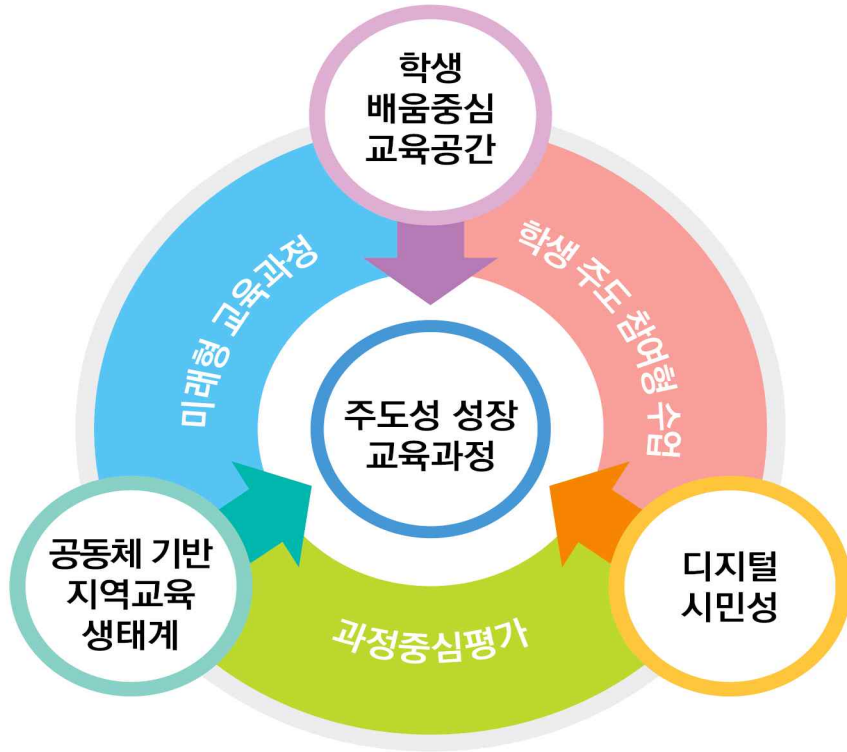 학생
배움중심
교육공간
미래형 교육과정
학생 주도 참여형 수업
주도성 성장
교육과정
공동체 기반
지역교육
생태계
디지털
시민성
과정중심평가